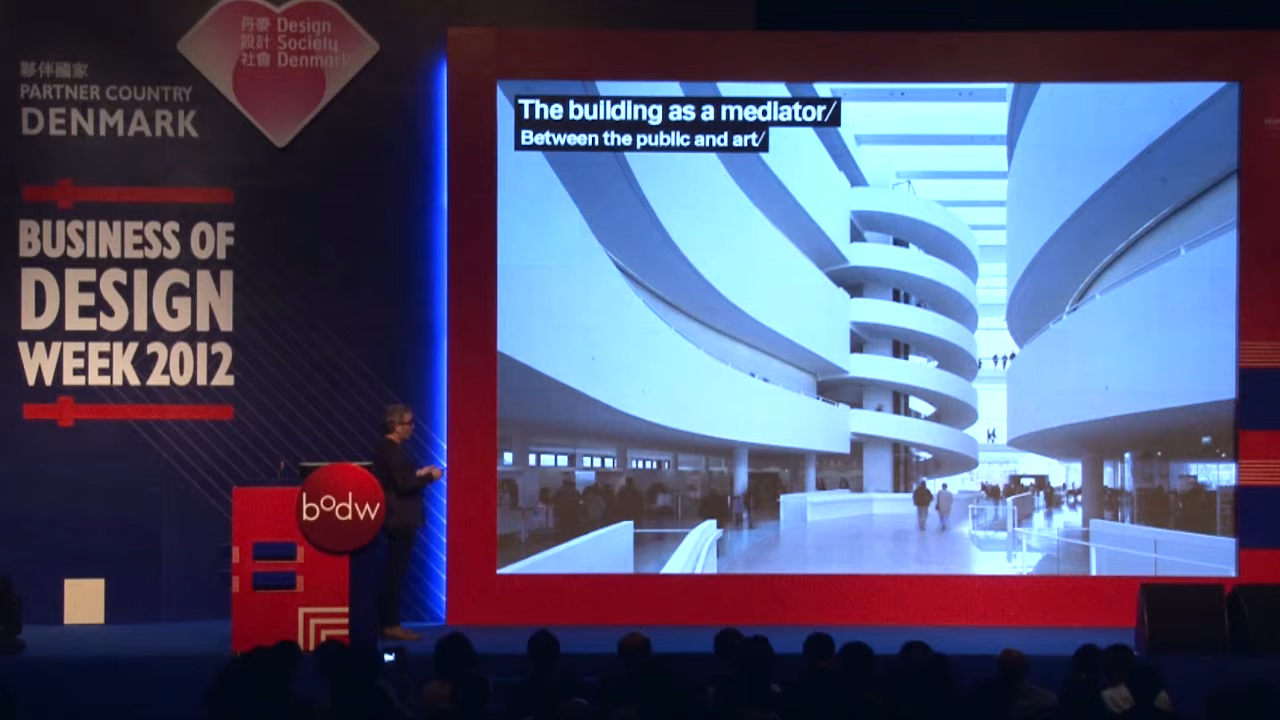 丹麥 Design
設計 Society
社會 Denmark
夥伴國家
PARTNER COUNTRY
DENMARK
BUSINESS OF
DESIGN
WEEK 2012
bodw
The building as a mediator/
Between the public and art/